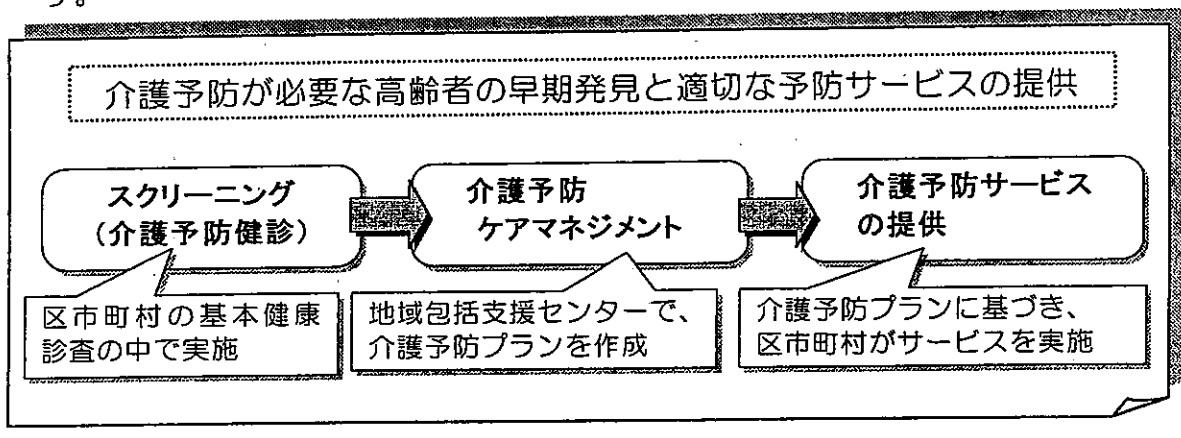 す。
介護予防が必要な高齢者の早期発見と適切な予防サービスの提供
スクリーニング
（介護予防健診）
介護予防
ケアマネジメント
介護予防サービス
の提供
区市町村の基本健康
診査の中で実施
地域包括支援センターで、
介護予防プランを作成
介護予防プランに基づき、
区市町村がサービスを実施